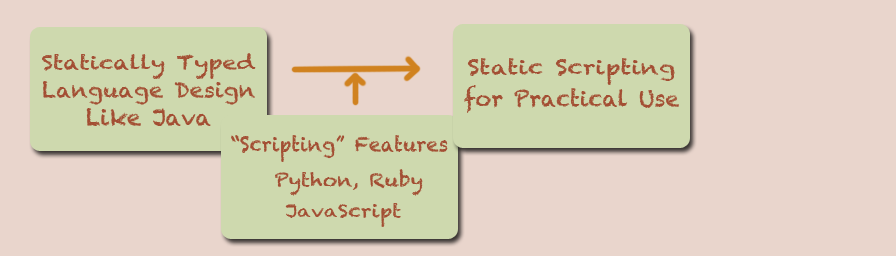 Statically Typed
Language Design
Like Java
“Scripting” Features
Python, Ruby
JavaScript
Static Scripting
for Practical Use